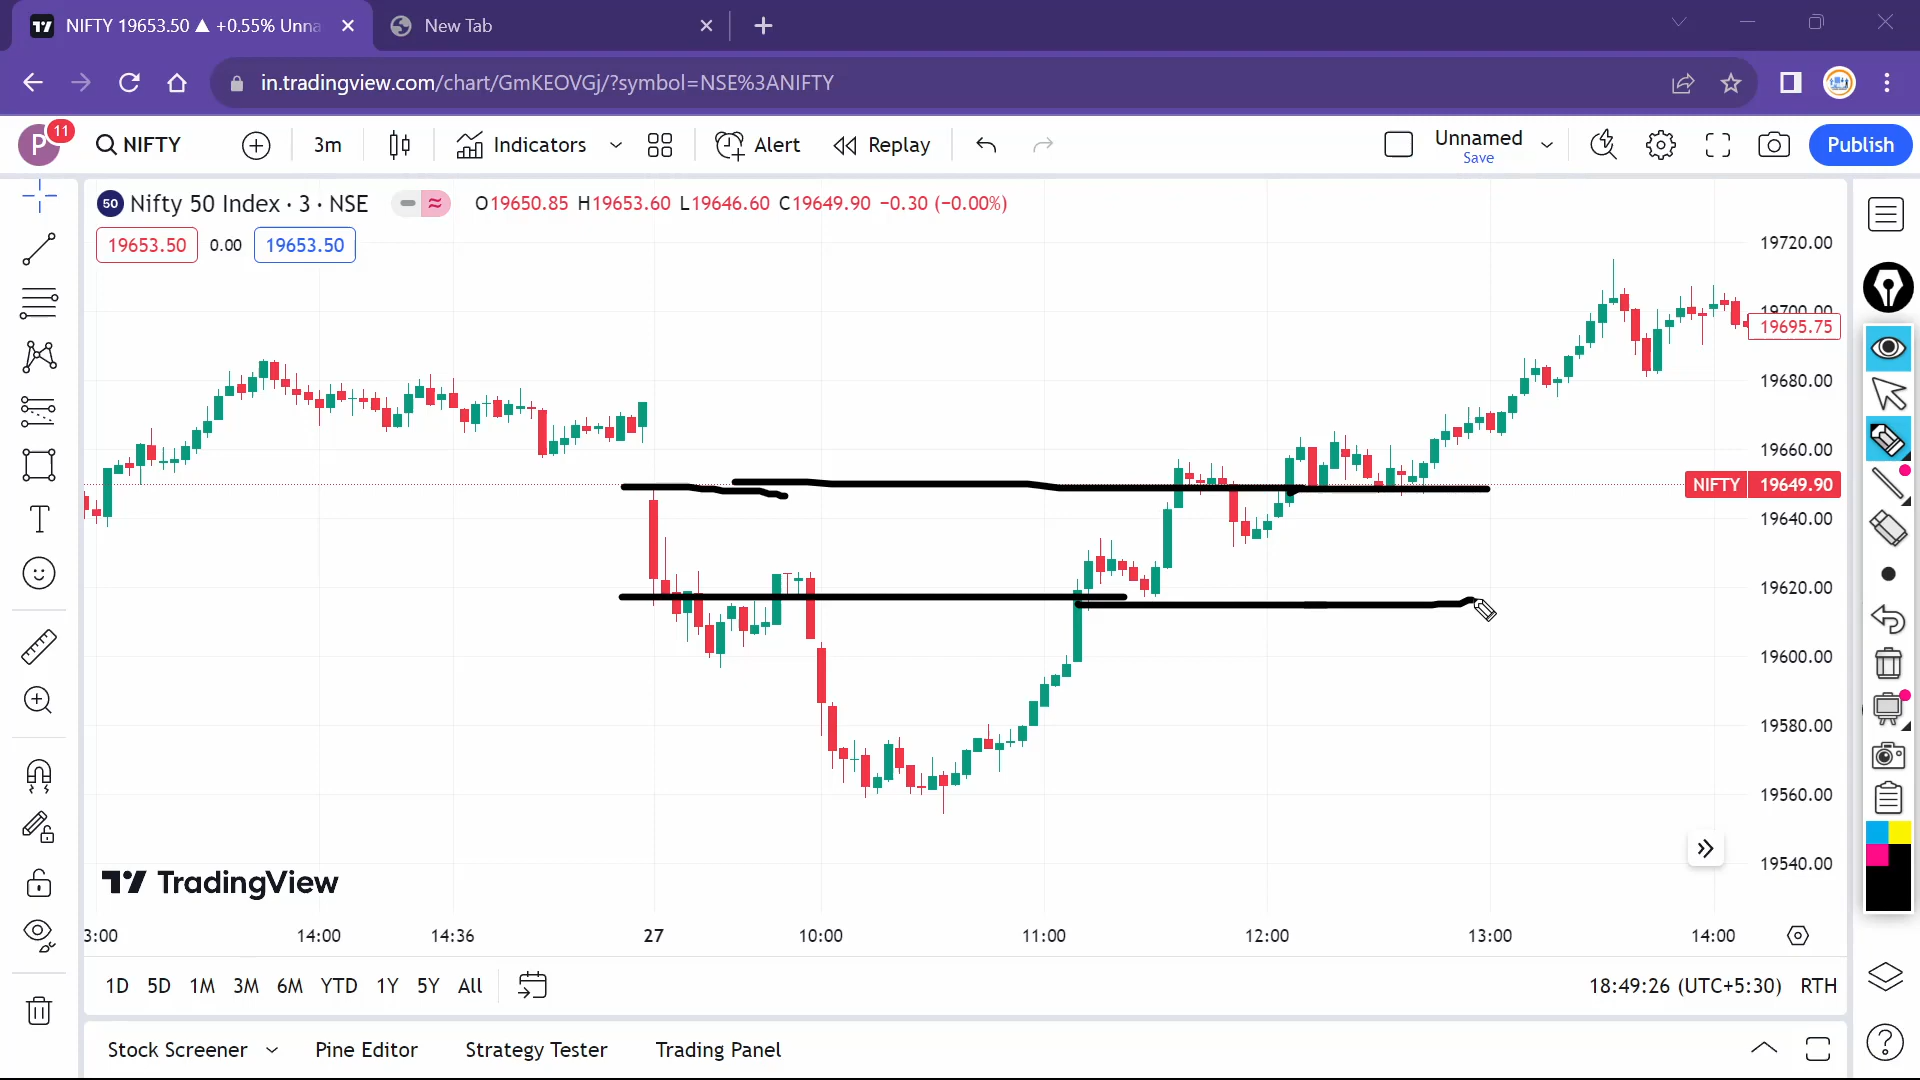 NIFTY 19653.50 ▲ +0.55% Unna
New Tab
in.tradingview.com/chart/GmKEOVGj/?symbol=NSE%3ANIFTY
P 11
NIFTY 3m Indicators Alert Replay Unnamed Publish
Save
50 Nifty 50 Index · 3 · NSE O19650.85 H19653.60 L19646.60 C19649.90 −0.30 (−0.00%)
19653.50 0.00 19653.50
19720.00
19700.00
19695.75
19680.00
19660.00
NIFTY 19649.90
19640.00
19620.00
19600.00
19580.00
19560.00
19540.00
TradingView
3:00 14:00 14:36 27 10:00 11:00 12:00 13:00 14:00
1D 5D 1M 3M 6M YTD 1Y 5Y All 18:49:26 (UTC+5:30) RTH
Stock Screener Pine Editor Strategy Tester Trading Panel